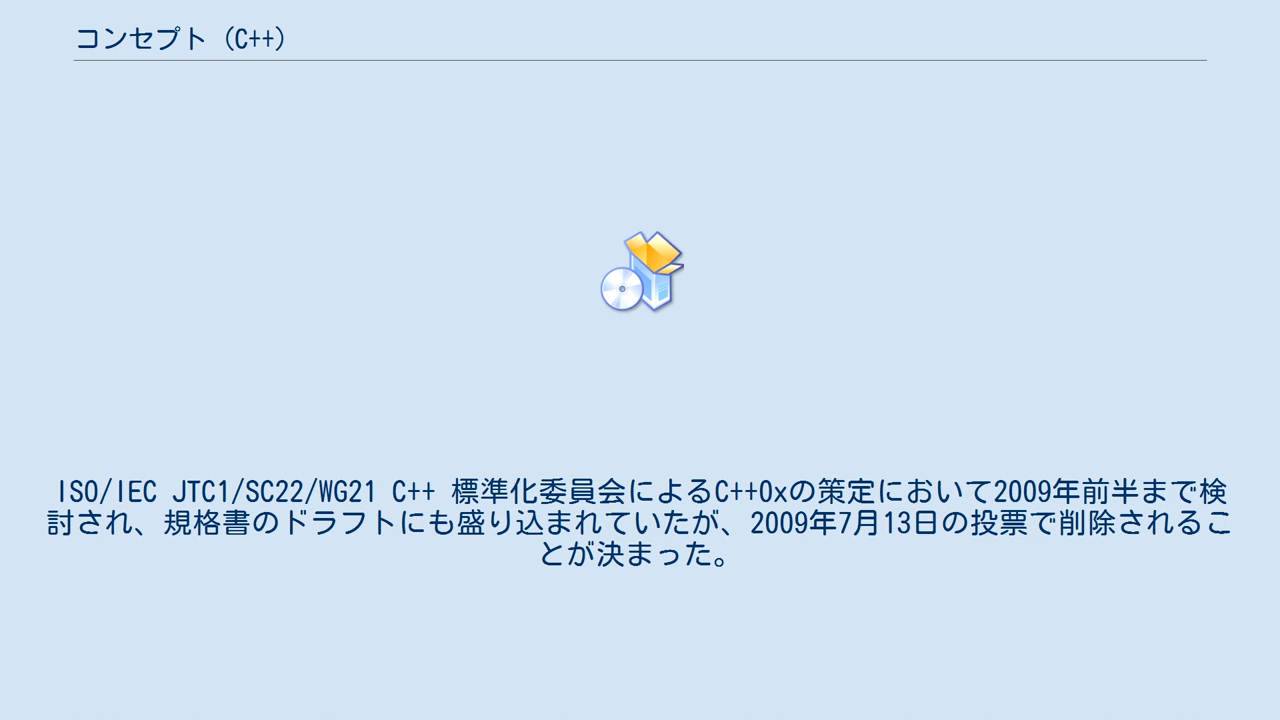 コンセプト (C++)
ISO/IEC JTC1/SC22/WG21 C++ 標準化委員会によるC++0xの策定において2009年前半まで検
討され、規格書のドラフトにも盛り込まれていたが、2009年7月13日の投票で削除されるこ
とが決まった。